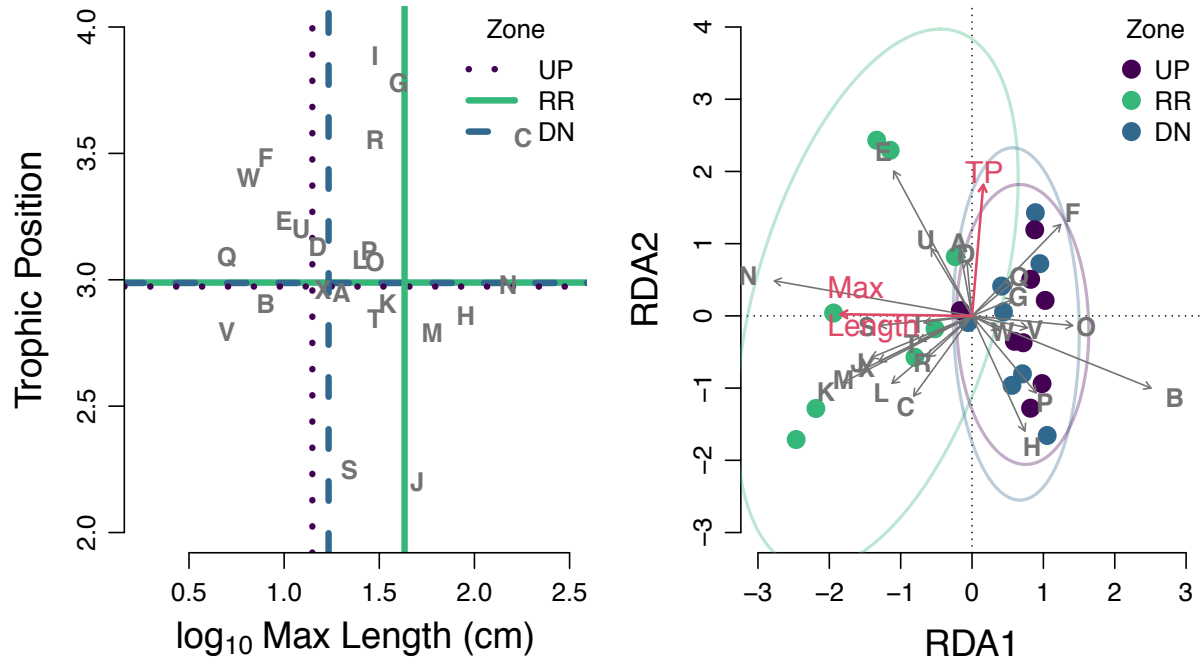 Trophic Position
4.0
3.5
3.0
2.5
2.0
0.5 1.0 1.5 2.0 2.5
log10 Max Length (cm)
Zone
UP
RR
DN
I
G
R
C
F
W
E
U
D
Q
P
L
O
X
A
N
B
K
T
H
V
M
S
J
RDA2
4
3
2
1
0
−1
−2
−3
−3 −2 −1 0 1 2 3
RDA1
Zone
UP
RR
DN
E
TP
F
U
A
D
N
Max
Length
G
S
I
T
W
V
O
J
R
M
X
K
L
C
P
B
H